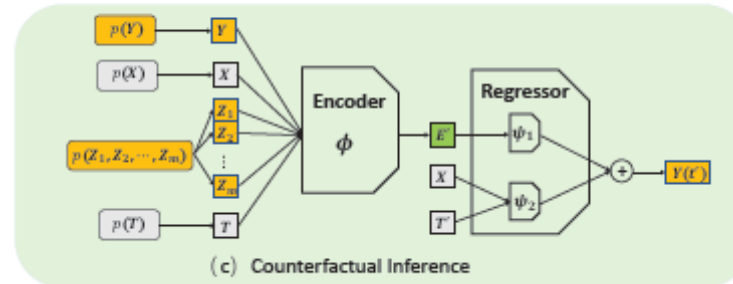 p(Y)
Y
p(X)
X
Z₁
Z₂
p(Z₁, Z₂, ⋯, Zₘ)
⋮
Zₘ
p(T)
T
Encoder
ϕ
E'
X
T'
Regressor
ψ₁
ψ₂
+
Y(t')
(c) Counterfactual Inference